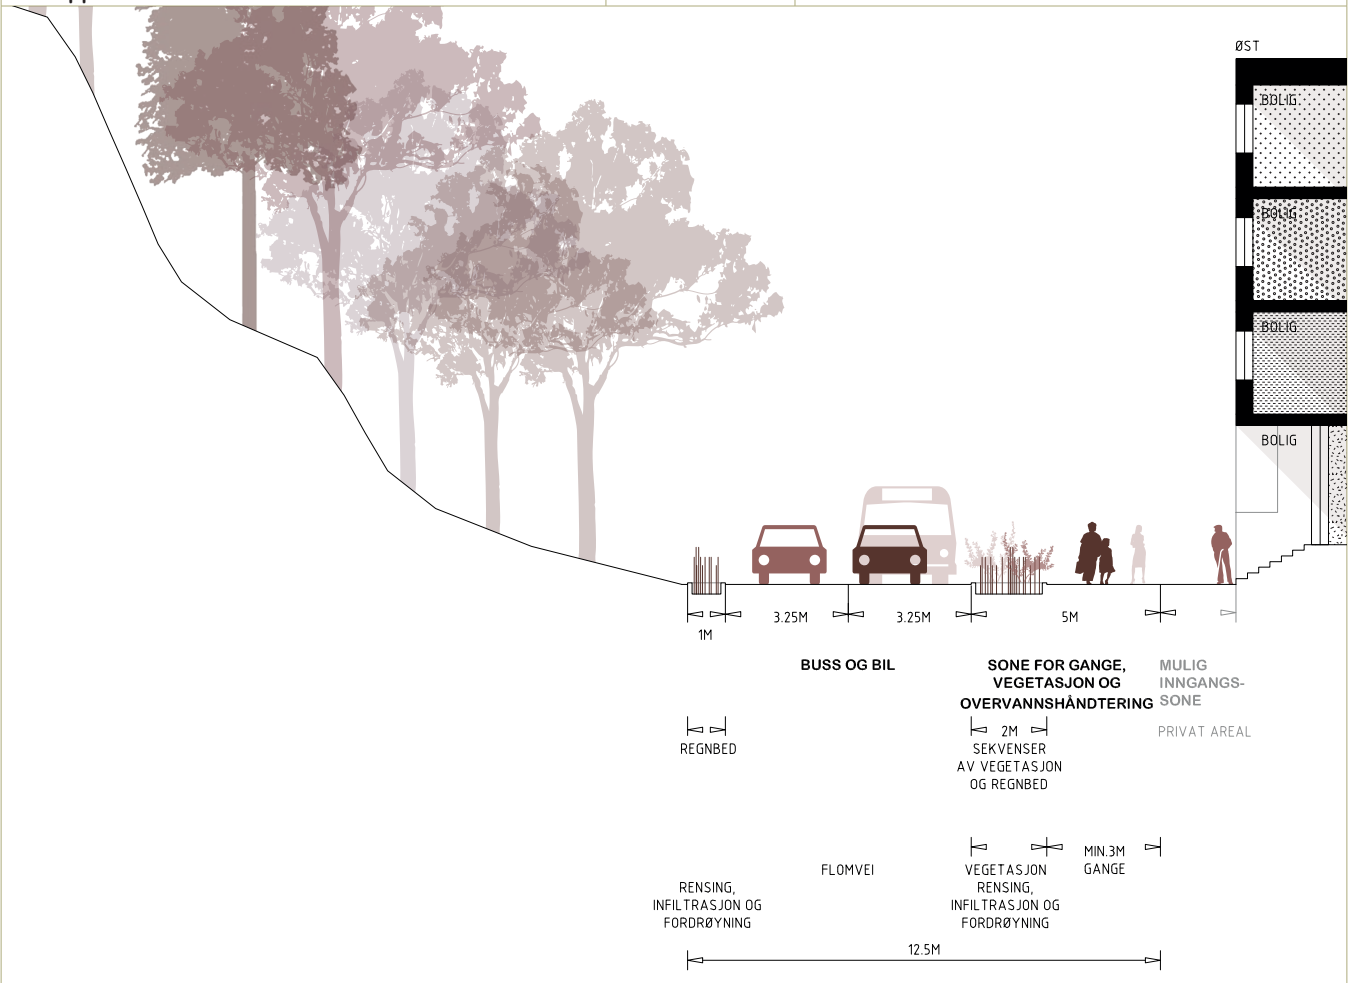 ØST
BOLIG
BOLIG
BOLIG
BOLIG
1M
3.25M
3.25M
5M
BUSS OG BIL
SONE FOR GANGE,
VEGETASJON OG
OVERVANNSHÅNDTERING
MULIG
INNGANGS-
SONE
PRIVAT AREAL
REGNBED
2M
SEKVENSER
AV VEGETASJON
OG REGNBED
MIN.3M
GANGE
FLOMVEI
VEGETASJON
RENSING,
INFILTRASJON OG
FORDRØYNING
RENSING,
INFILTRASJON OG
FORDRØYNING
12.5M